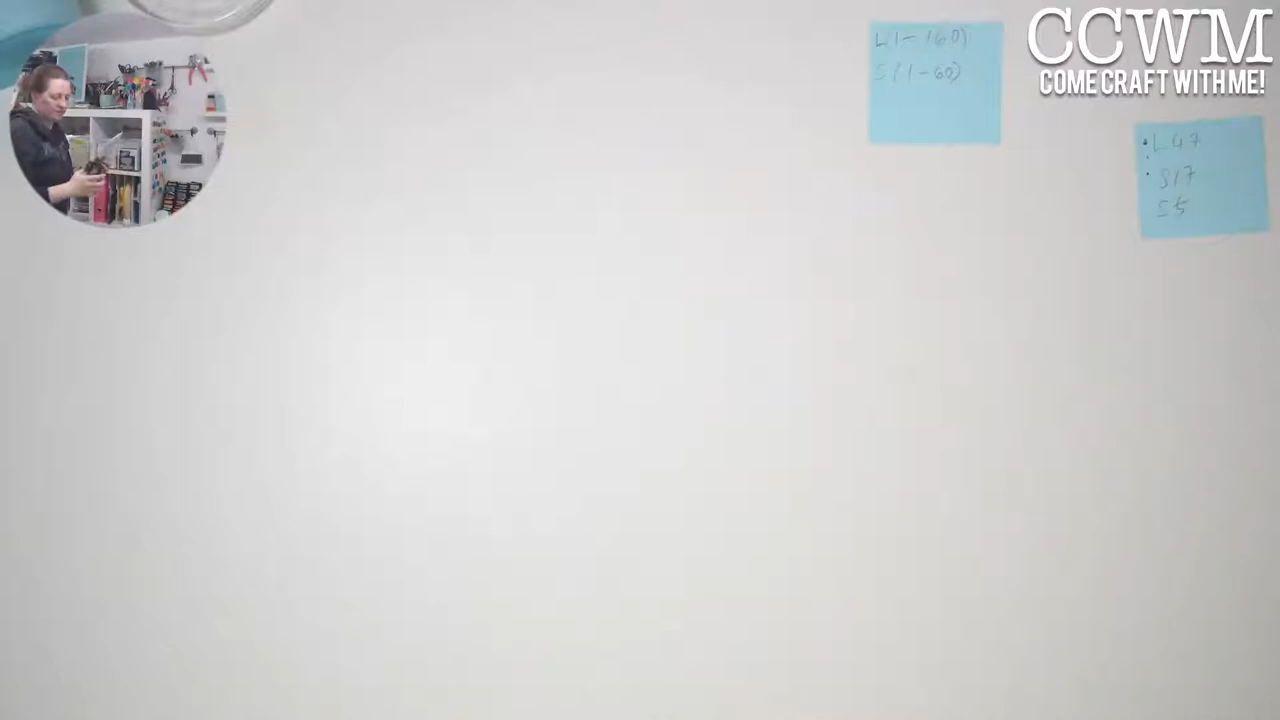 L(1-160)
S(1-60)
CCWM
COME CRAFT WITH ME!
L47
S17
S5